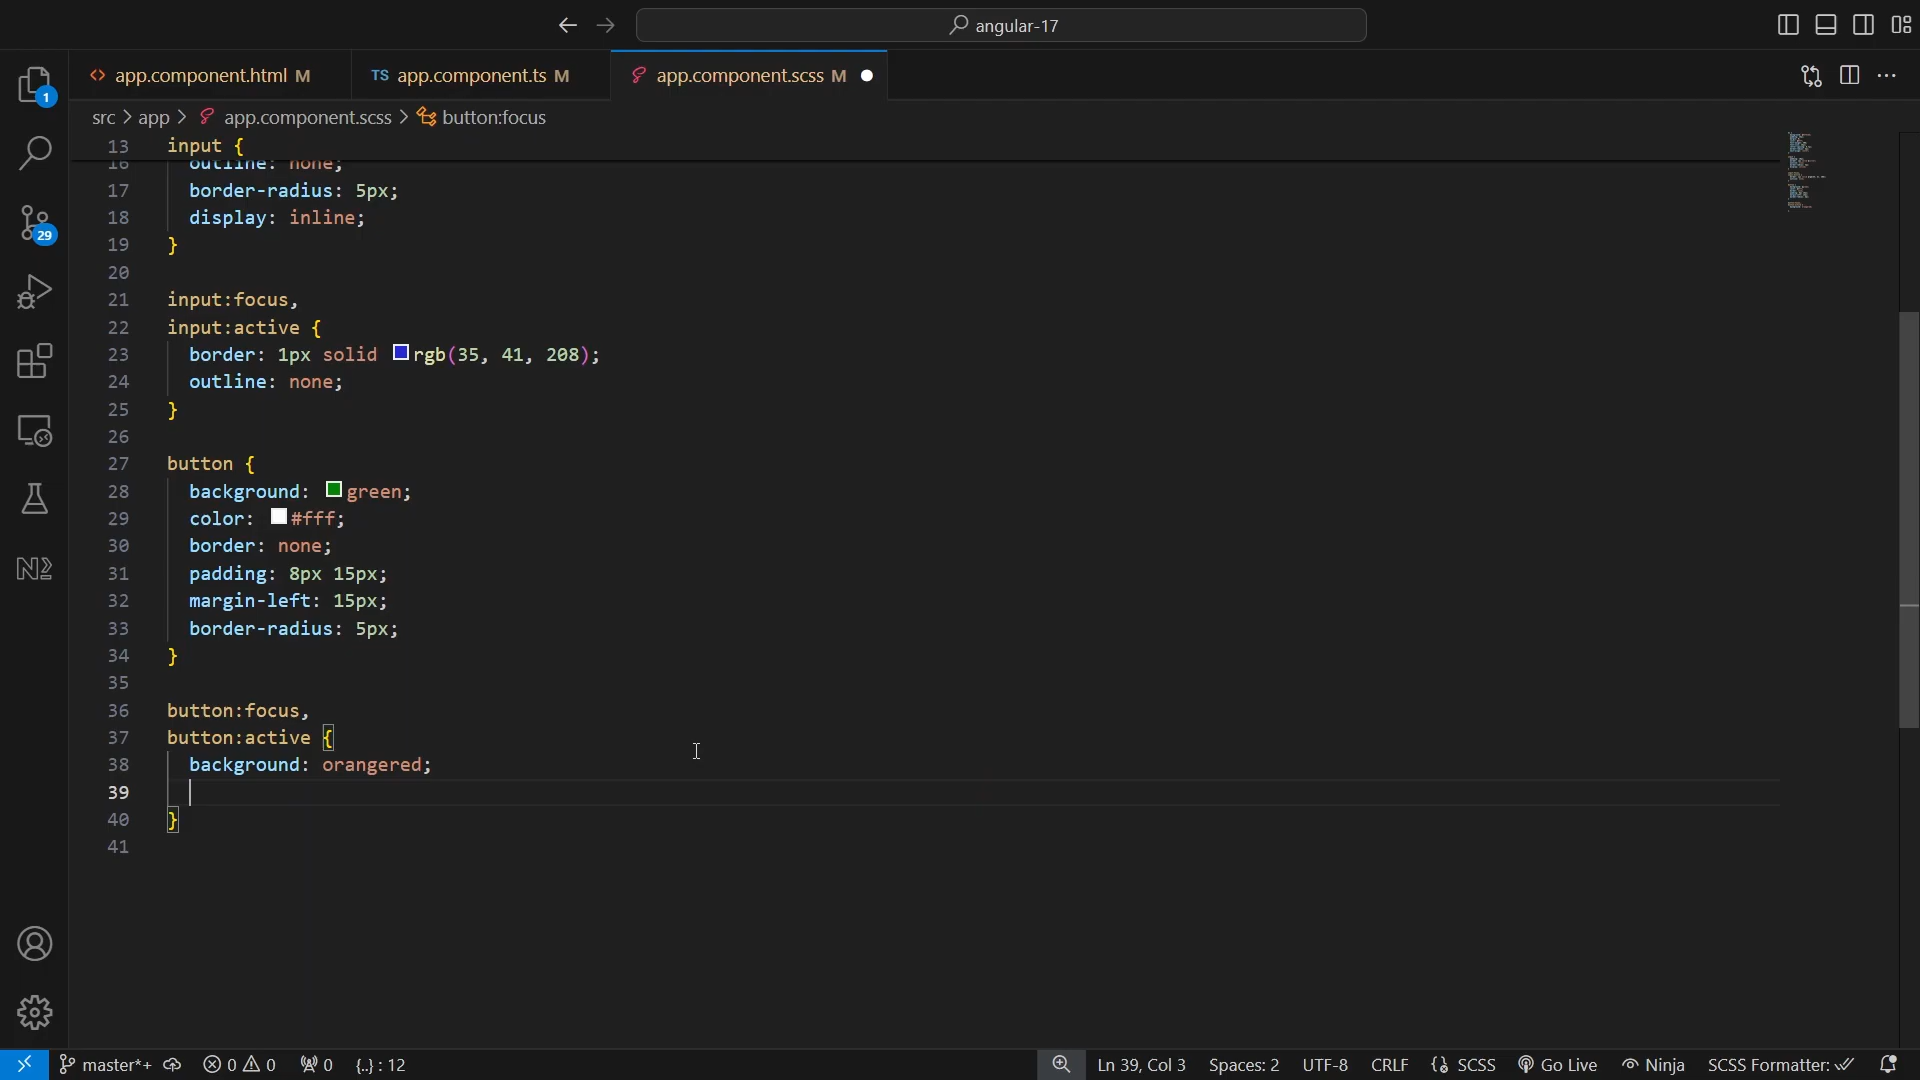 angular-17
app.component.html M
TS app.component.ts M
app.component.scss M
src > app > app.component.scss > button:focus
13 input {
16 outline: none;
17 border-radius: 5px;
18 display: inline;
19 }
20
21 input:focus,
22 input:active {
23 border: 1px solid rgb(35, 41, 208);
24 outline: none;
25 }
26
27 button {
28 background: green;
29 color: #fff;
30 border: none;
31 padding: 8px 15px;
32 margin-left: 15px;
33 border-radius: 5px;
34 }
35
36 button:focus,
37 button:active {
38 background: orangered;
39
40 }
41
1
29
master*+ 0 0 0 {..} : 12 Ln 39, Col 3 Spaces: 2 UTF-8 CRLF SCSS Go Live Ninja SCSS Formatter: